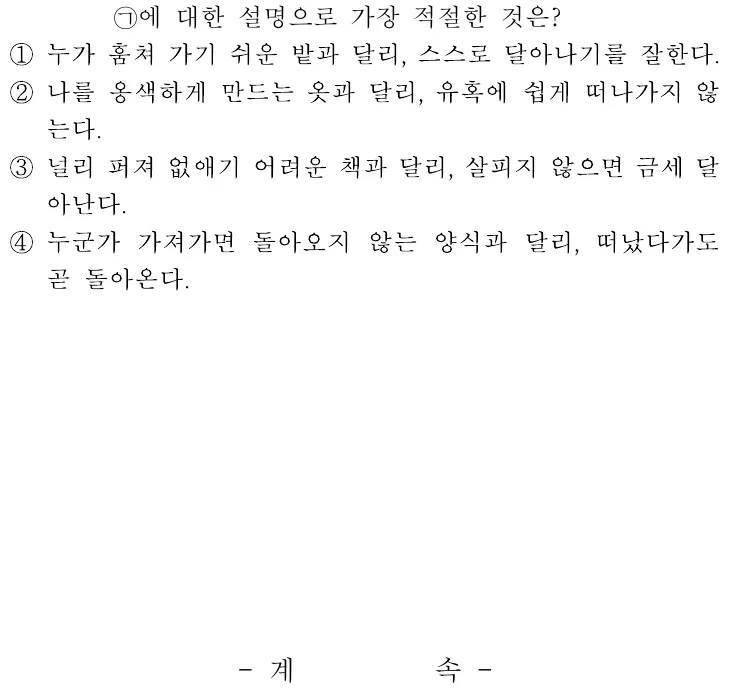 ㉠에 대한 설명으로 가장 적절한 것은?
① 누가 훔쳐 가기 쉬운 밭과 달리, 스스로 달아나기를 잘한다.
② 나를 옹색하게 만드는 옷과 달리, 유혹에 쉽게 떠나가지 않
는다.
③ 널리 퍼져 없애기 어려운 책과 달리, 살피지 않으면 금세 달
아난다.
④ 누군가 가져가면 돌아오지 않는 양식과 달리, 떠났다가도
곧 돌아온다.
- 계 속 -